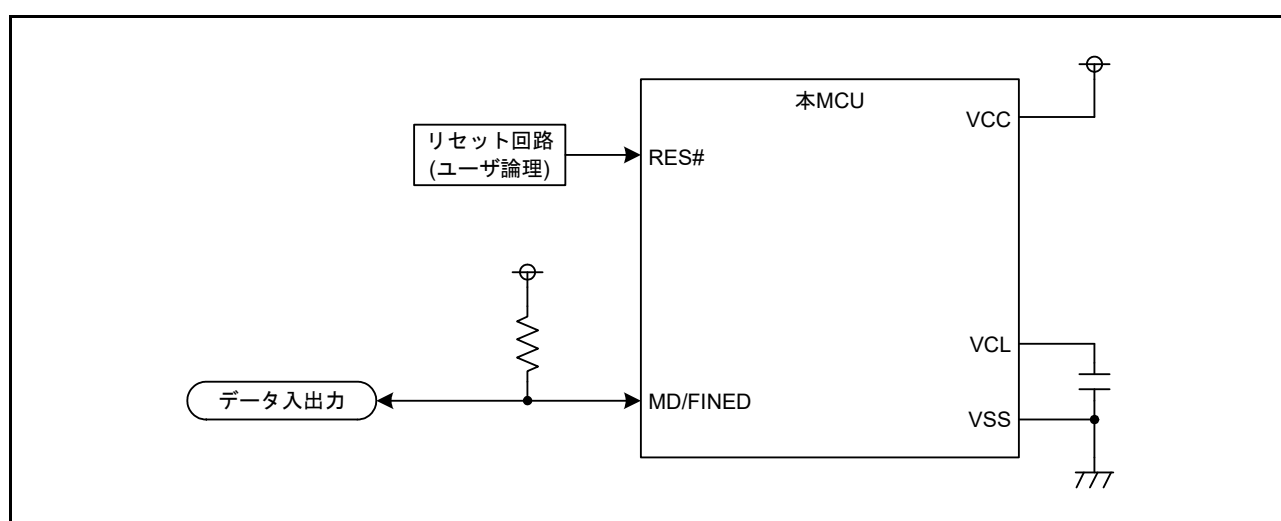 本MCU
VCC
リセット回路
(ユーザ論理)
RES#
VCL
データ入出力
MD/FINED
VSS